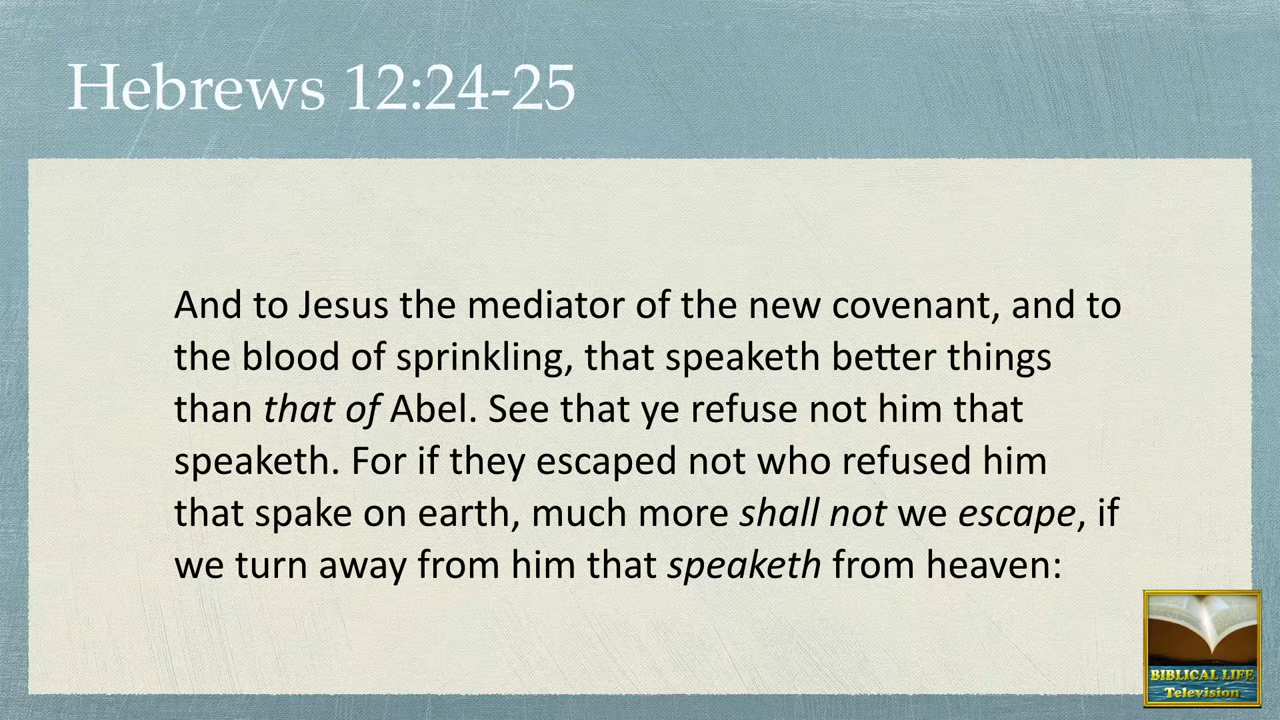 Hebrews 12:24-25
And to Jesus the mediator of the new covenant, and to
the blood of sprinkling, that speaketh better things
than that of Abel. See that ye refuse not him that
speaketh. For if they escaped not who refused him
that spake on earth, much more shall not we escape, if
we turn away from him that speaketh from heaven:
BIBLICAL LIFE
Television